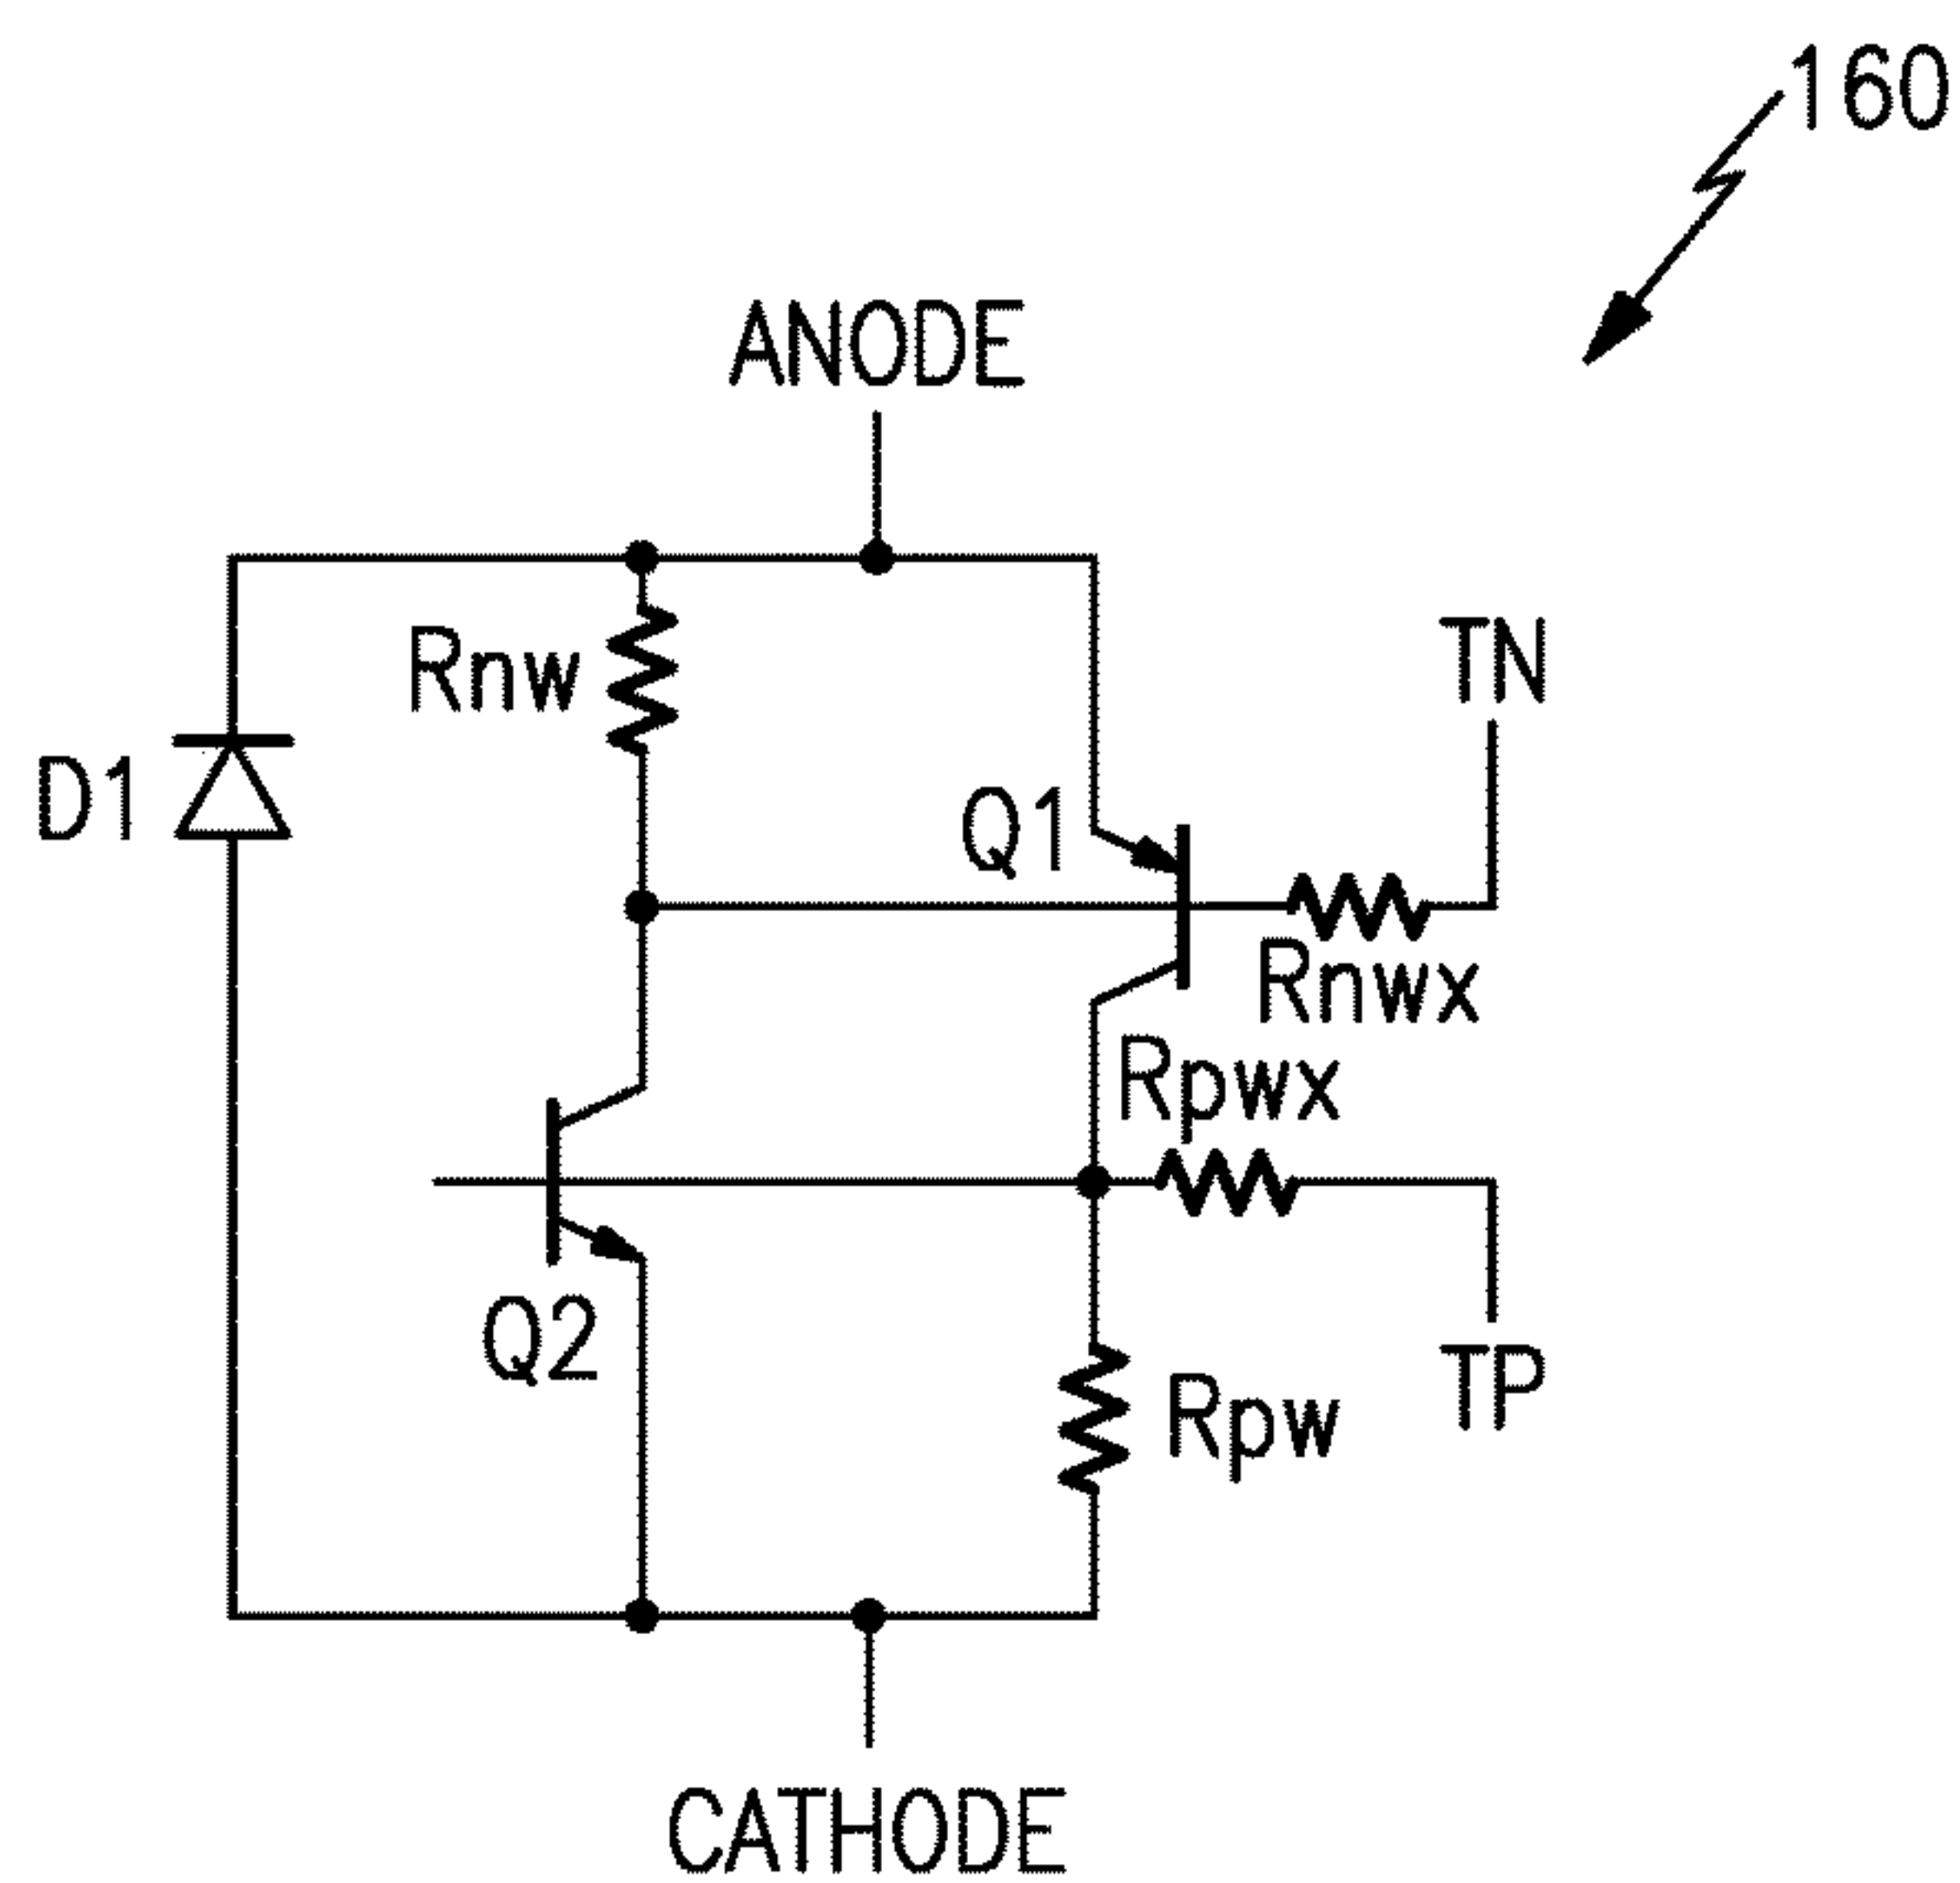 160
ANODE
Rnw
TN
D1
Q1
Rnwx
Rpwx
Q2
TP
Rpw
CATHODE